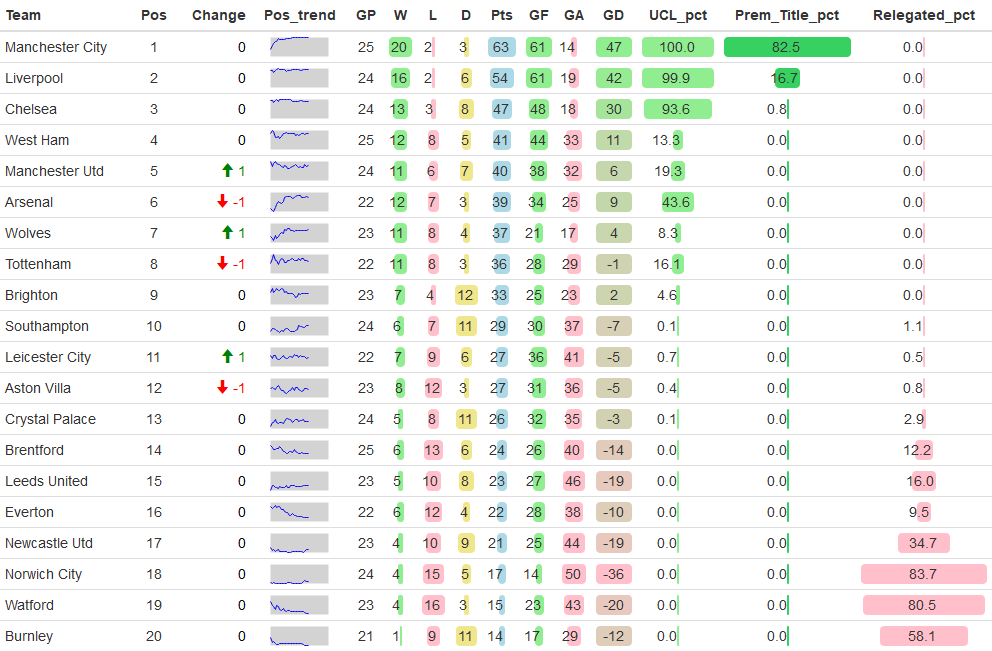 Team Pos Change Pos_trend GP W L D Pts GF GA GD UCL_pct Prem_Title_pct Relegated_pct
Manchester City 1 0 25 20 2 3 63 61 14 47 100.0 82.5 0.0
Liverpool 2 0 24 16 2 6 54 61 19 42 99.9 16.7 0.0
Chelsea 3 0 24 13 3 8 47 48 18 30 93.6 0.8 0.0
West Ham 4 0 25 12 8 5 41 44 33 11 13.3 0.0 0.0
Manchester Utd 5 1 24 11 6 7 40 38 32 6 19.3 0.0 0.0
Arsenal 6 -1 22 12 7 3 39 34 25 9 43.6 0.0 0.0
Wolves 7 1 23 11 8 4 37 21 17 4 8.3 0.0 0.0
Tottenham 8 -1 22 11 8 3 36 28 29 -1 16.1 0.0 0.0
Brighton 9 0 23 7 4 12 33 25 23 2 4.6 0.0 0.0
Southampton 10 0 24 6 7 11 29 30 37 -7 0.1 0.0 1.1
Leicester City 11 1 22 7 9 6 27 36 41 -5 0.7 0.0 0.5
Aston Villa 12 -1 23 8 12 3 27 31 36 -5 0.4 0.0 0.8
Crystal Palace 13 0 24 5 8 11 26 32 35 -3 0.1 0.0 2.9
Brentford 14 0 25 6 13 6 24 26 40 -14 0.0 0.0 12.2
Leeds United 15 0 23 5 10 8 23 27 46 -19 0.0 0.0 16.0
Everton 16 0 22 6 12 4 22 28 38 -10 0.0 0.0 9.5
Newcastle Utd 17 0 23 4 10 9 21 25 44 -19 0.0 0.0 34.7
Norwich City 18 0 24 4 15 5 17 14 50 -36 0.0 0.0 83.7
Watford 19 0 23 4 16 3 15 23 43 -20 0.0 0.0 80.5
Burnley 20 0 21 1 9 11 14 17 29 -12 0.0 0.0 58.1